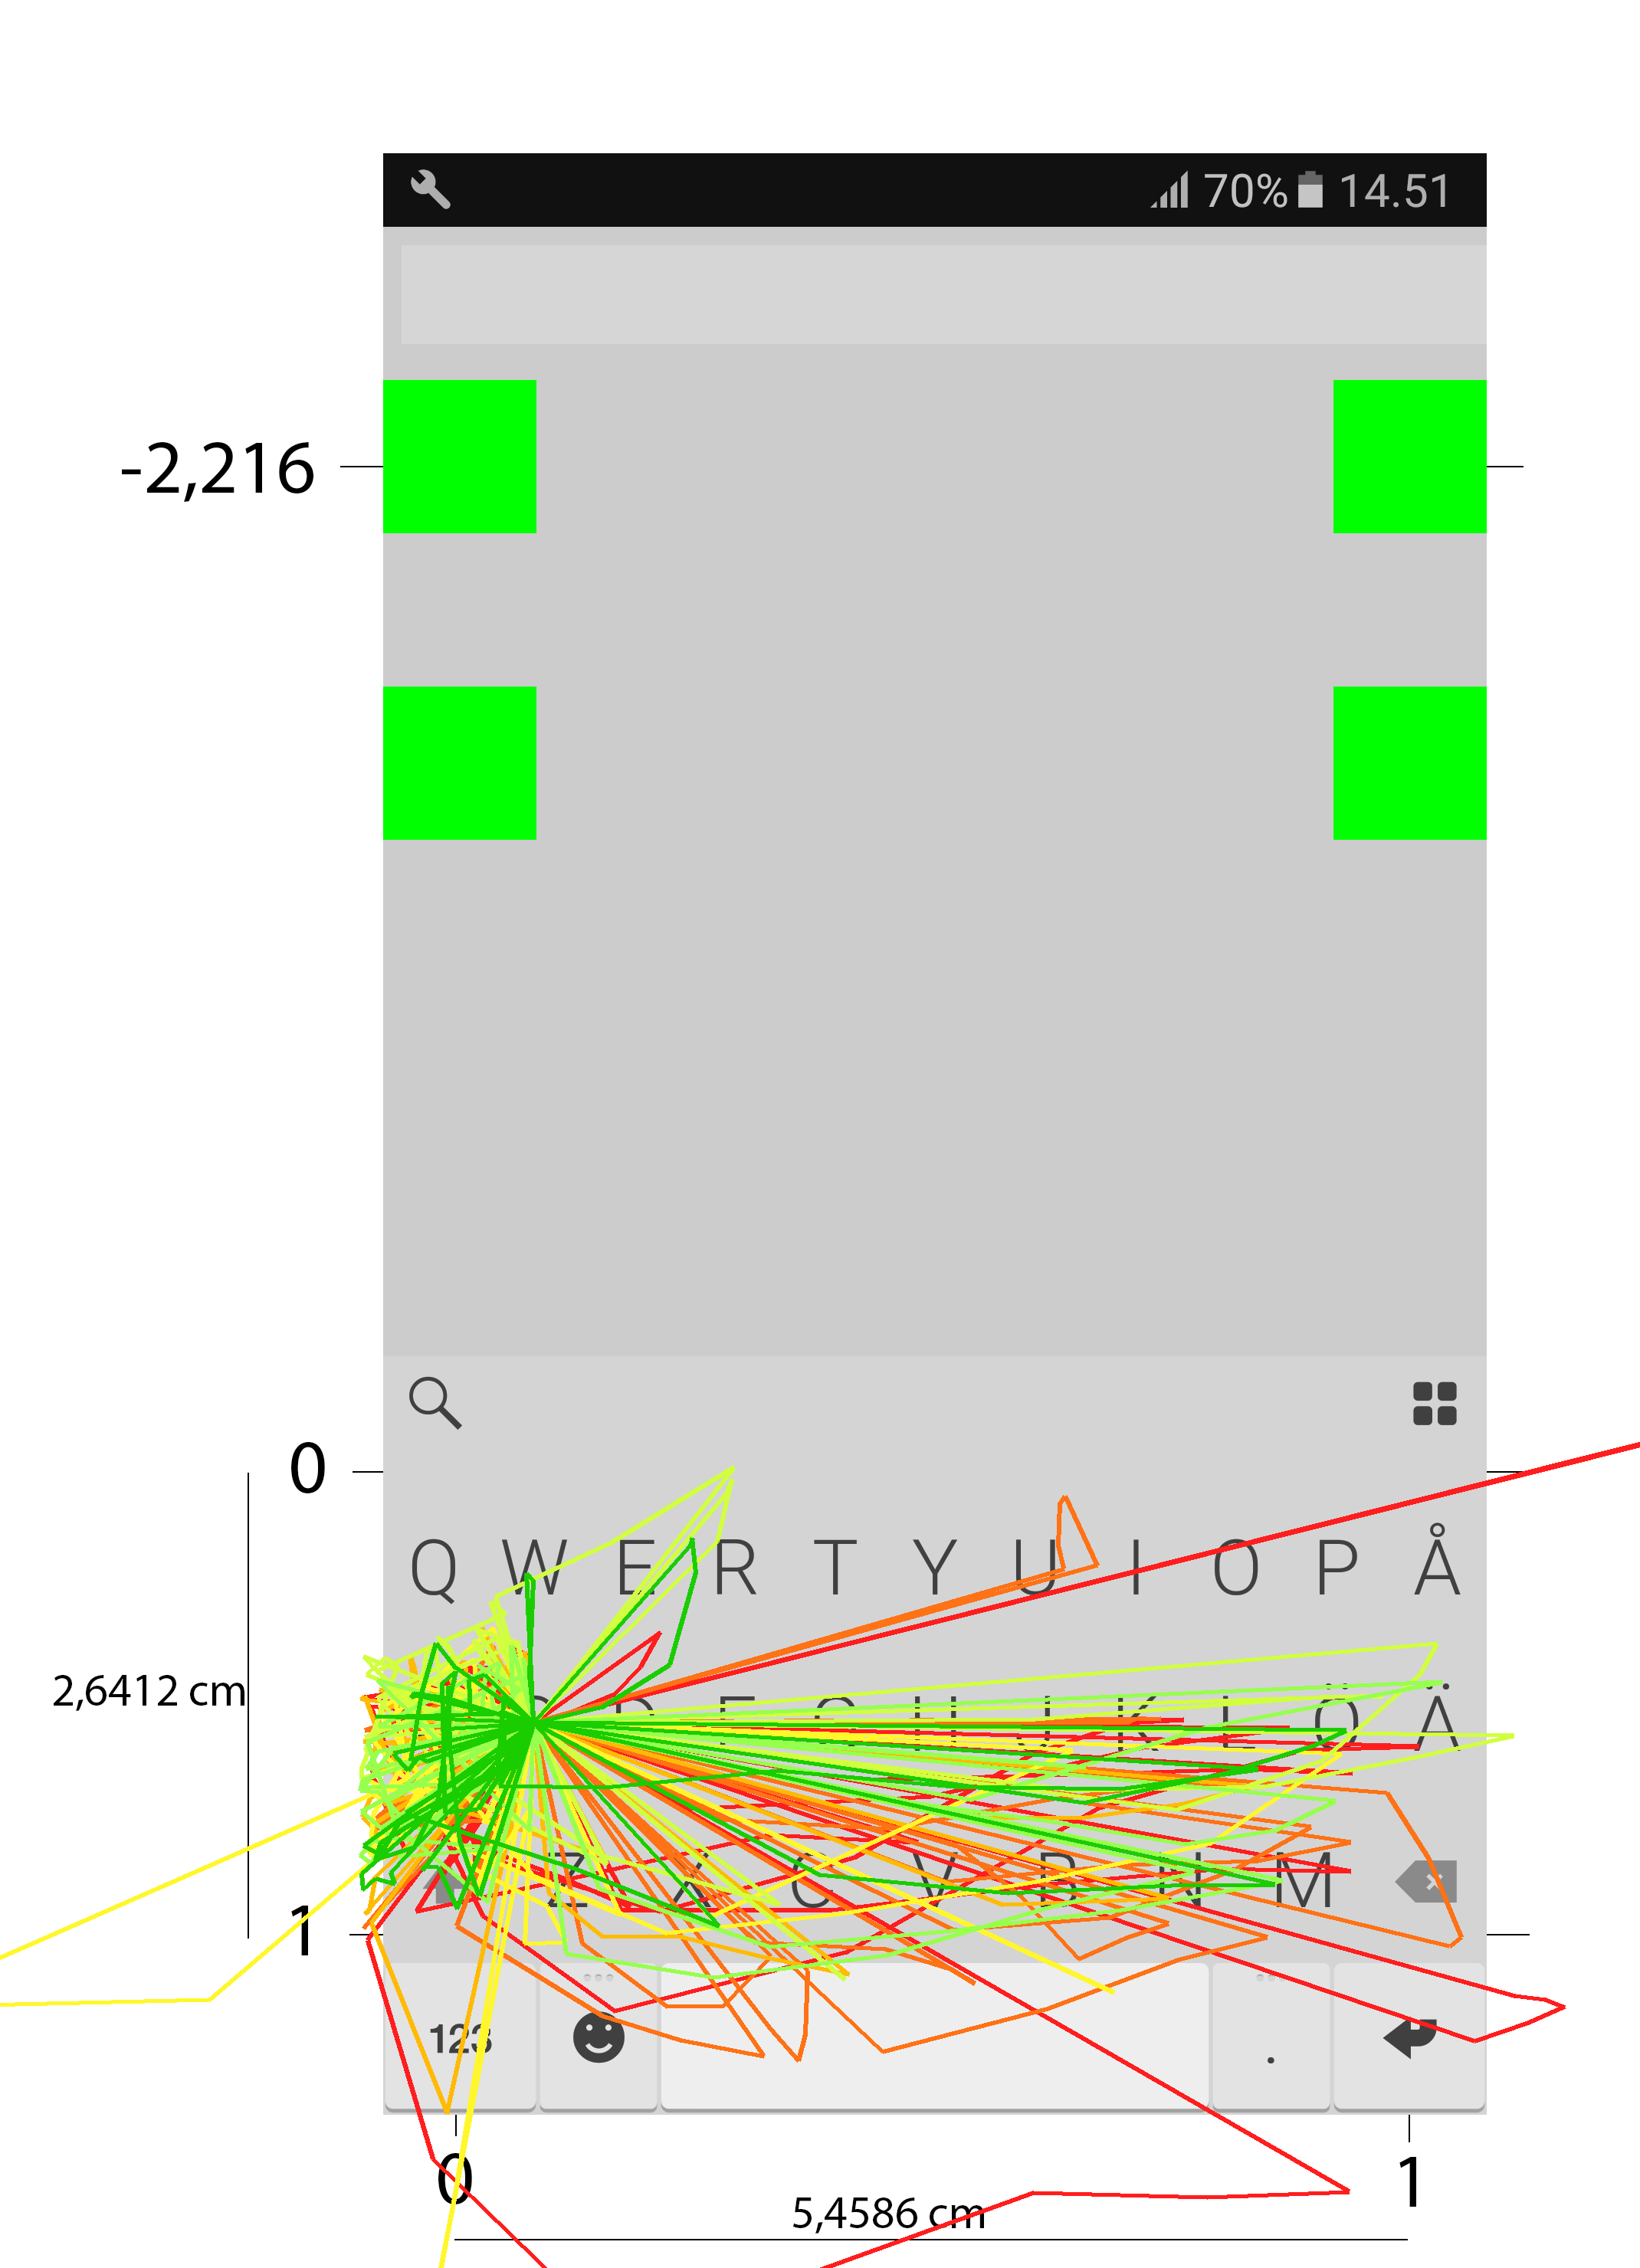 70% 14.51
-2,216
0
Q W E R T Y U I O P Å
2,6412 cm
D F G H J K L Ö Ä
Z X C V B N M
1
123 .
0 1
5,4586 cm